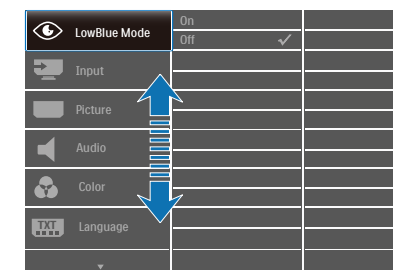 LowBlue Mode
On
Off
Input
Picture
Audio
Color
TXT
Language